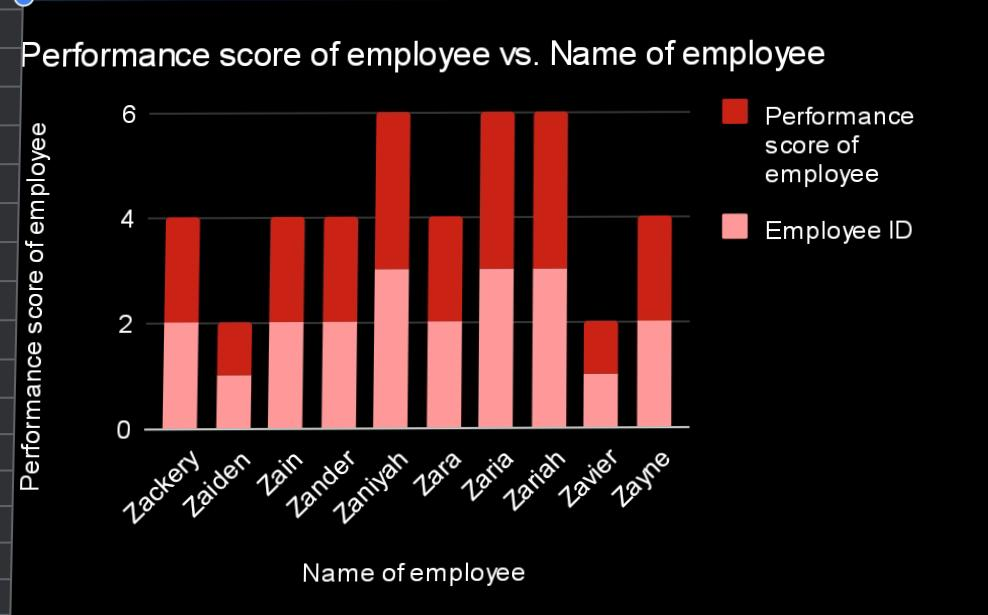 Performance score of employee vs. Name of employee
Performance score of employee
6
4
2
0
Performance
score of
employee
Employee ID
Zackery
Zaiden
Zain
Zander
Zaniyah
Zara
Zaria
Zariah
Zavier
Zayne
Name of employee